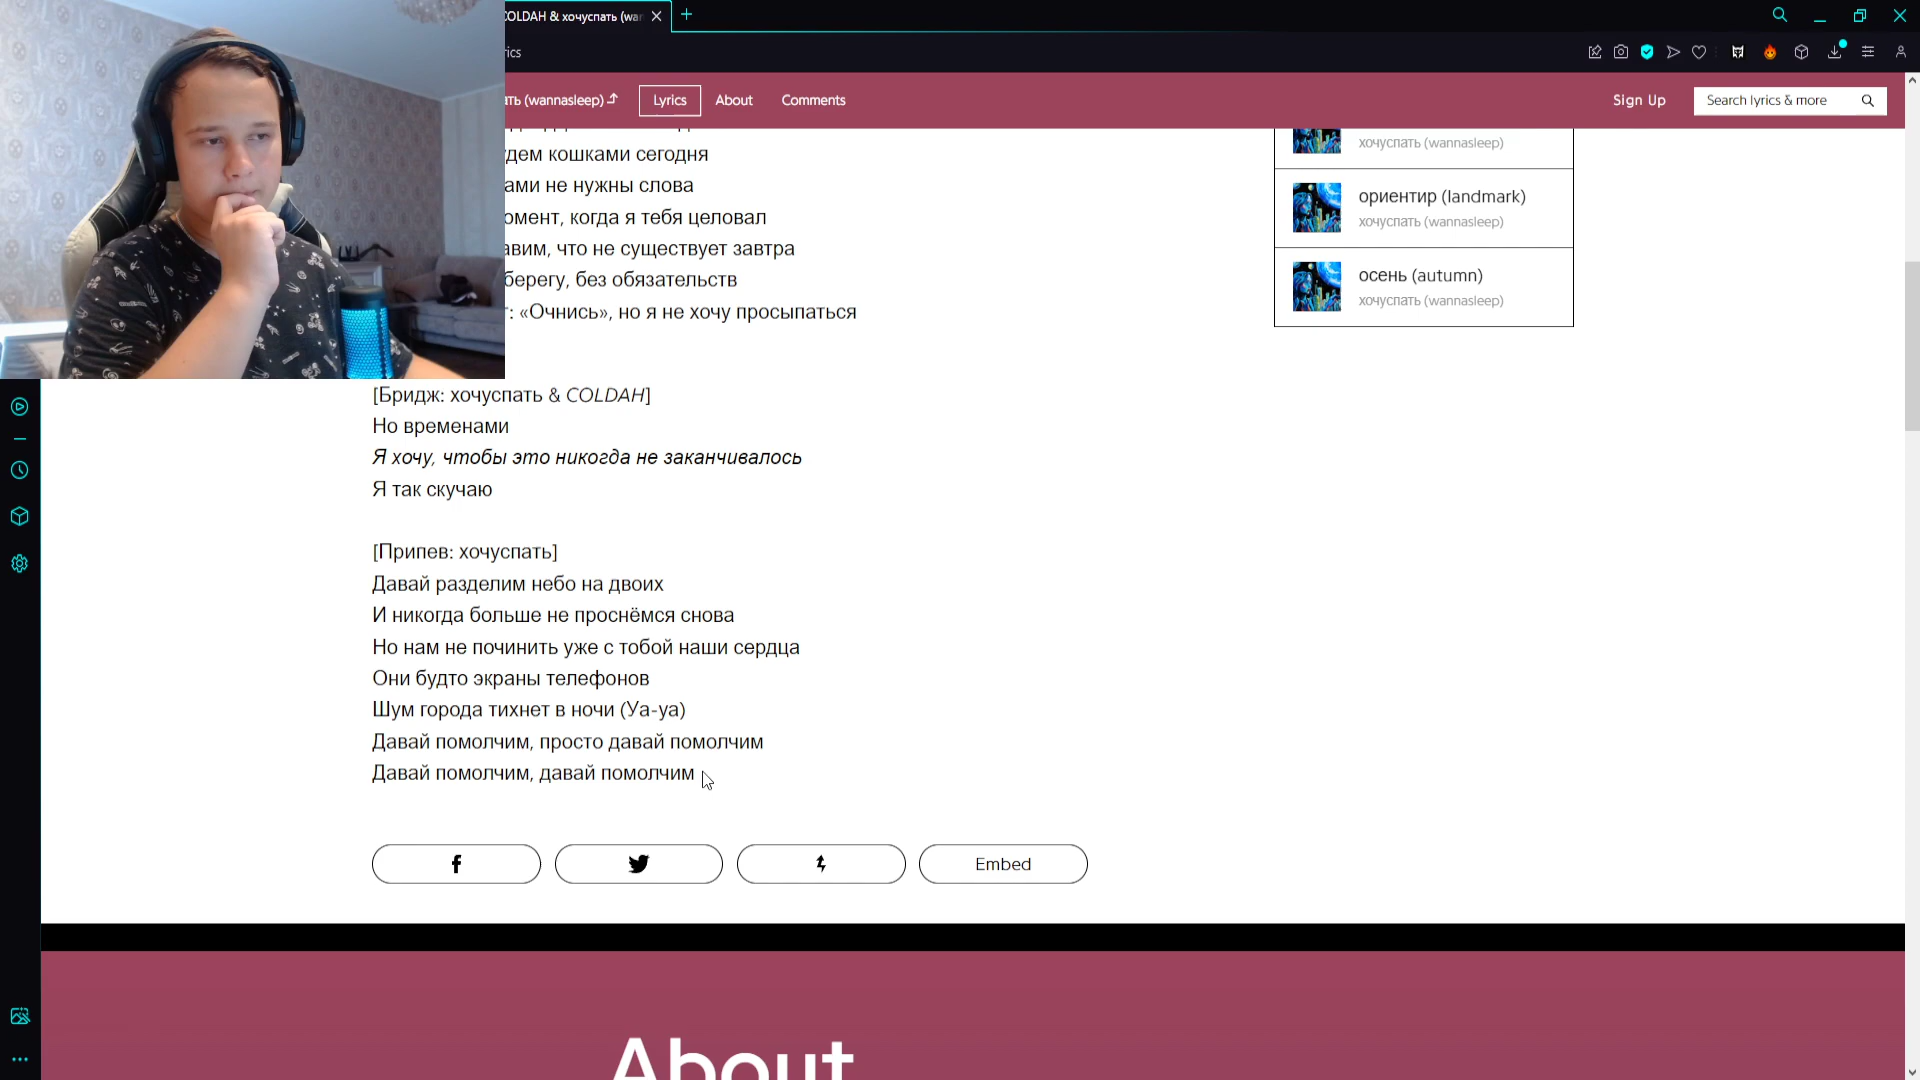 COLDAH & хочуспать (wa
rics
ть (wannasleep)
Lyrics
About
Comments
Sign Up
Search lyrics & more
дем кошками сегодня
ами не нужны слова
омент, когда я тебя целовал
авим, что не существует завтра
берегу, без обязательств
: «Очнись», но я не хочу просыпаться
[Бридж: хочуспать & COLDAH]
Но временами
Я хочу, чтобы это никогда не заканчивалось
Я так скучаю
[Припев: хочуспать]
Давай разделим небо на двоих
И никогда больше не проснёмся снова
Но нам не починить уже с тобой наши сердца
Они будто экраны телефонов
Шум города тихнет в ночи (Уа-уа)
Давай помолчим, просто давай помолчим
Давай помолчим, давай помолчим
хочуспать (wannasleep)
ориентир (landmark)
хочуспать (wannasleep)
осень (autumn)
хочуспать (wannasleep)
Embed
About